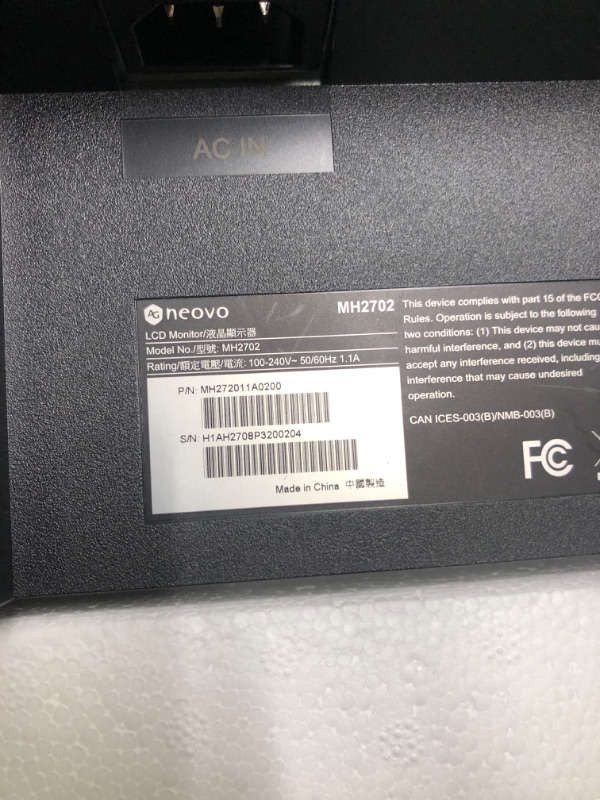 AC IN
AG neovo
MH2702
LCD Monitor/液晶顯示器
Model No./型號: MH2702
Rating/額定電壓/電流: 100-240V~ 50/60Hz 1.1A
P/N: MH272011A0200
S/N: H1AH2708P3200204
Made in China 中國製造
This device complies with part 15 of the FCC
Rules. Operation is subject to the following
two conditions: (1) This device may not
harmful interference, and (2) this device
accept any interference received, including
interference that may cause undesired
operation.
CAN ICES-003(B)/NMB-003(B)
FC